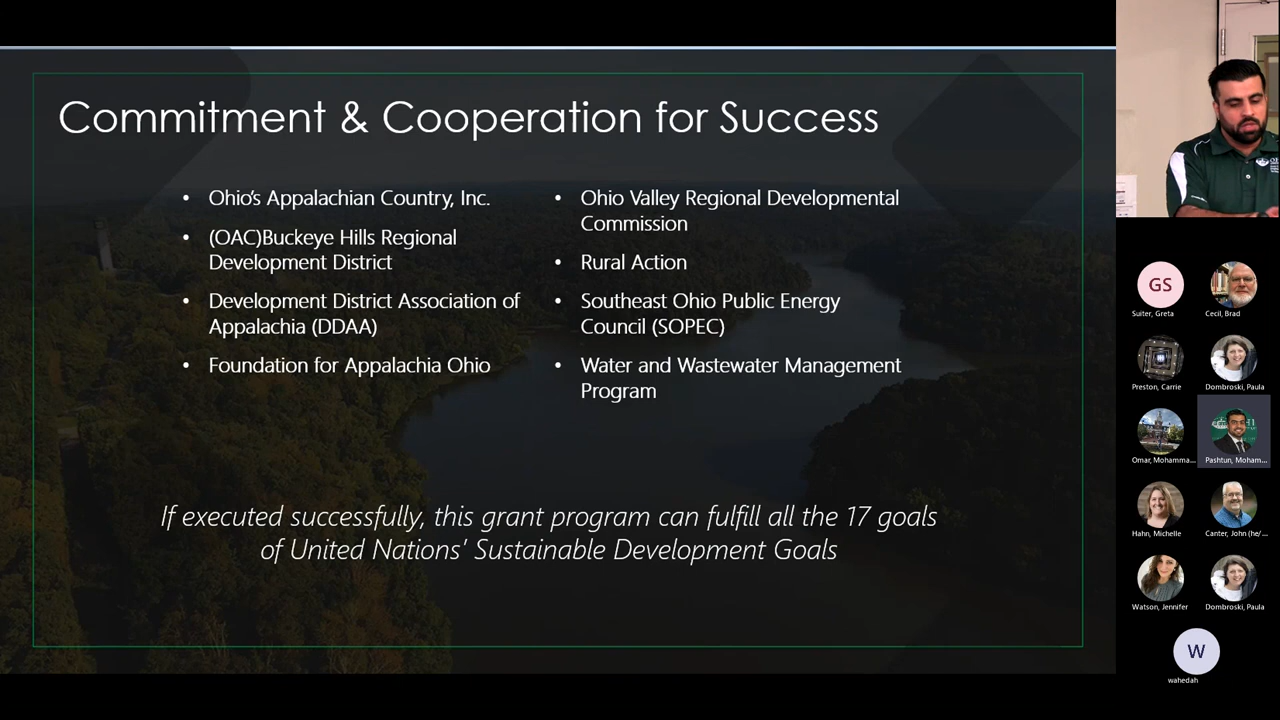 Commitment & Cooperation for Success
• Ohio's Appalachian Country, Inc.
• (OAC)Buckeye Hills Regional
Development District
• Development District Association of
Appalachia (DDAA)
• Foundation for Appalachia Ohio
• Ohio Valley Regional Developmental
Commission
• Rural Action
• Southeast Ohio Public Energy
Council (SOPEC)
• Water and Wastewater Management
Program
If executed successfully, this grant program can fulfill all the 17 goals
of United Nations' Sustainable Development Goals
GS
Suiter, Greta
Cecil, Brad
Preston, Carrie
Dombroski, Paula
Omar, Mohamma...
Pashtun, Moham...
Hahn, Michelle
Canter, John (he/...
Watson, Jennifer
Dombroski, Paula
W
wahedah